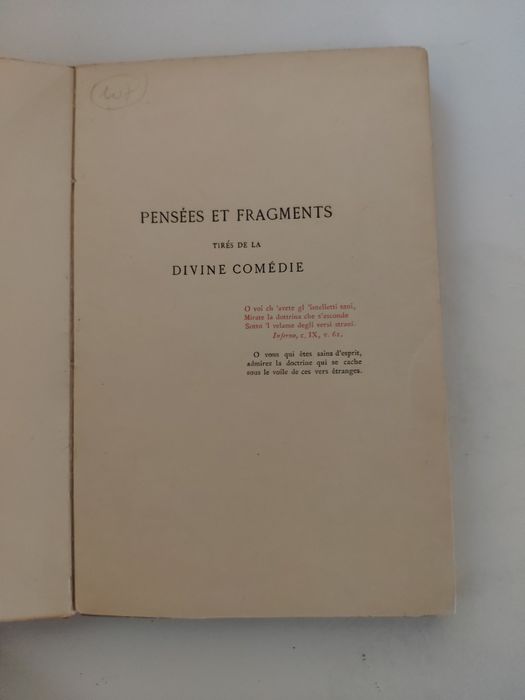 PENSÉES ET FRAGMENTS
TIRÉS DE LA
DIVINE COMÉDIE
O voi ch 'avete gl 'intelletti sani,
Mirate la dottrina che s'asconde
Sotto 'l velame degli versi strani.
Inferno, c. IX, v. 62.
O vous qui êtes sains d'esprit,
admirez la doctrine qui se cache
sous le voile de ces vers étranges.